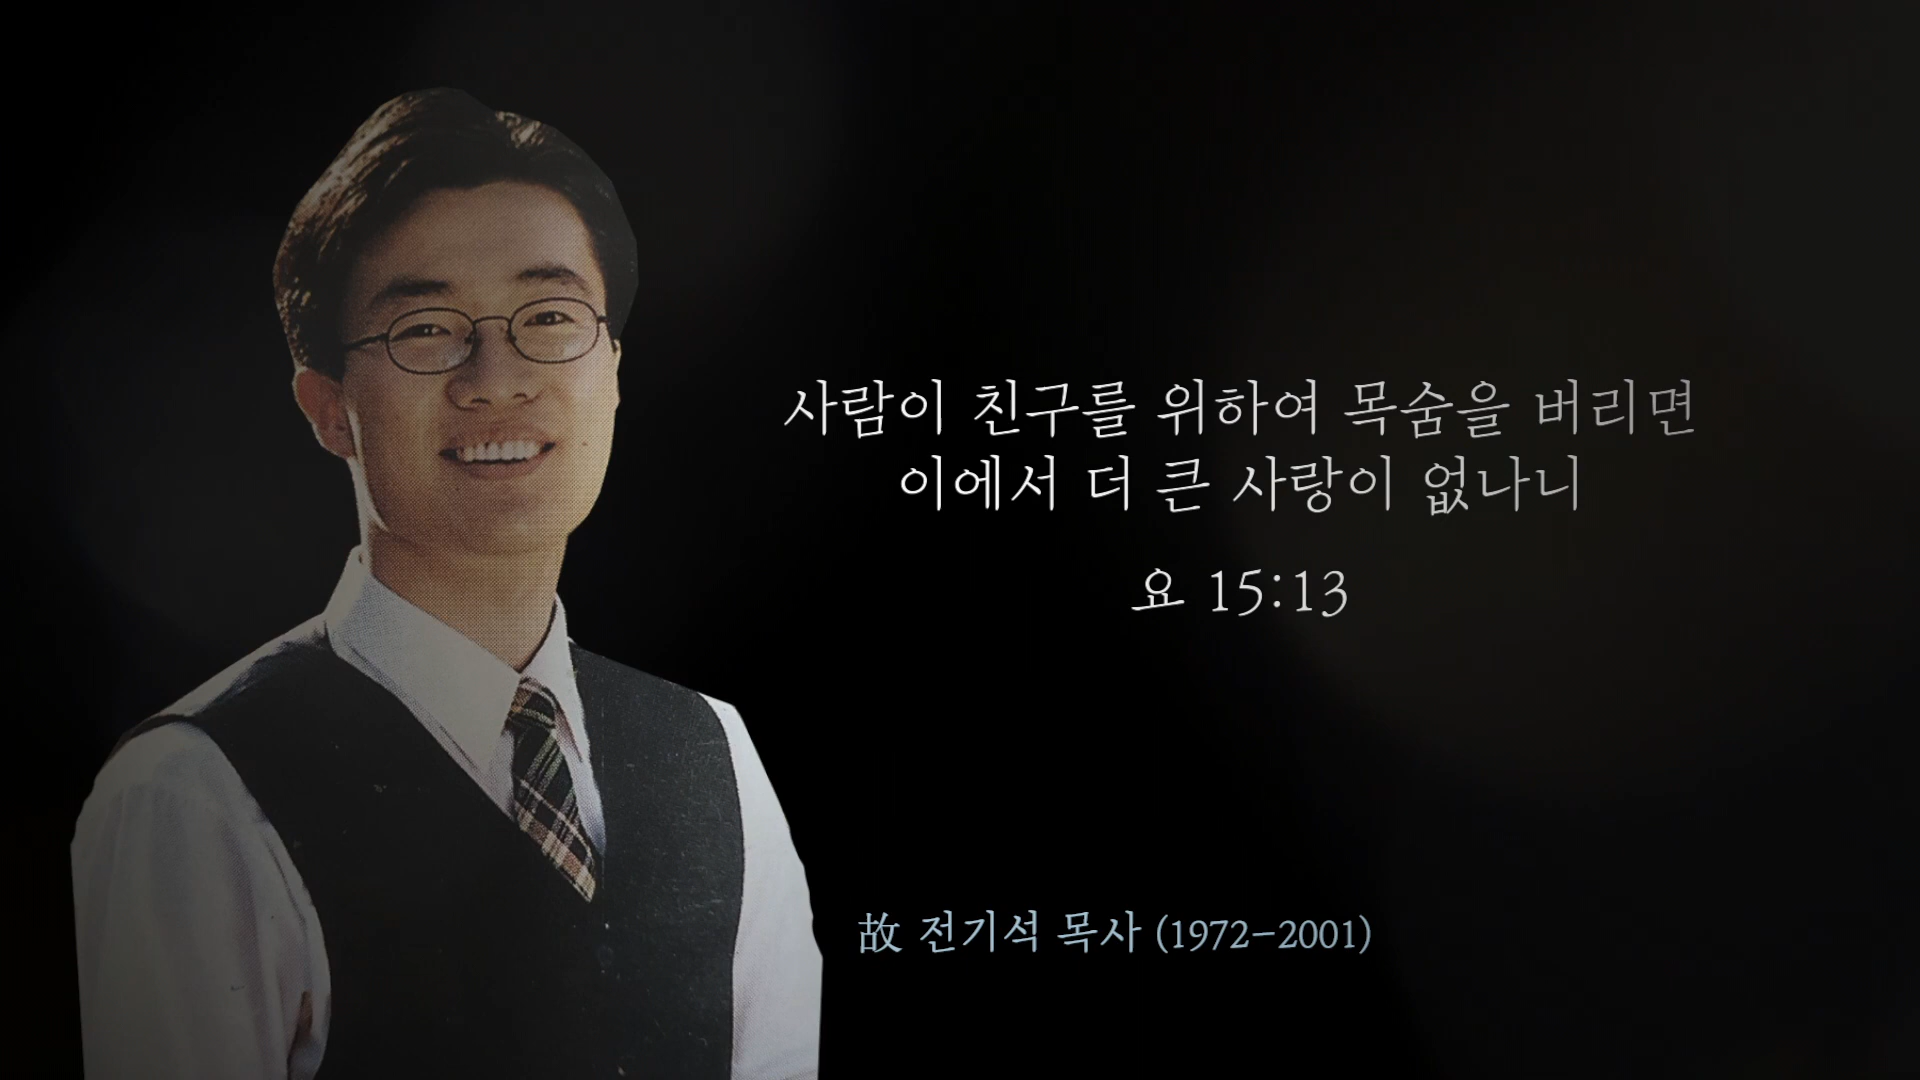 사람이 친구를 위하여 목숨을 버리면
이에서 더 큰 사랑이 없나니
요 15:13
故 전기석 목사 (1972-2001)